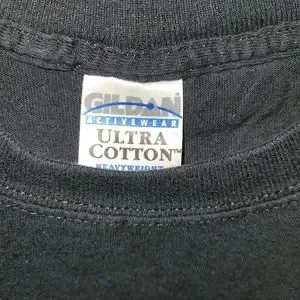 GILDAN
ACTIVEWEAR
ULTRA
COTTON™
HEAVYWEIGHT